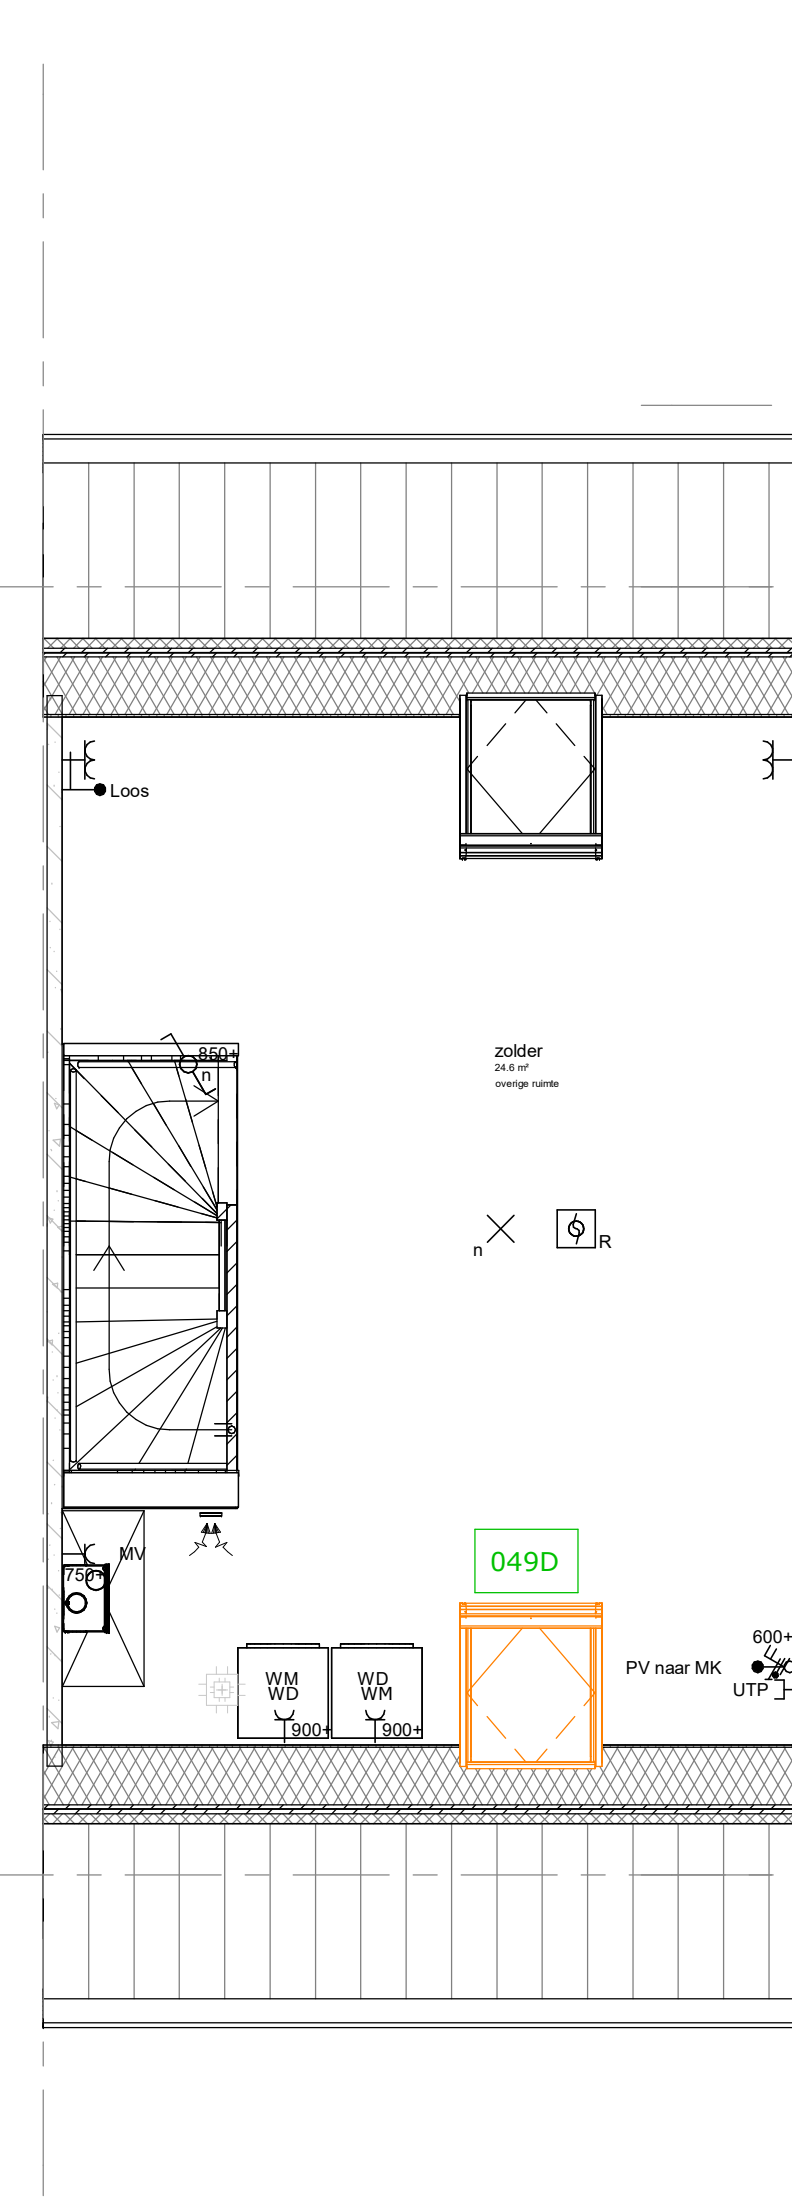 Loos
850+
n
zolder
24.6 m²
overige ruimte
n
R
MV
750+
049D
600+
PV naar MK
UTP
WM
WD
WD
WM
900+
900+